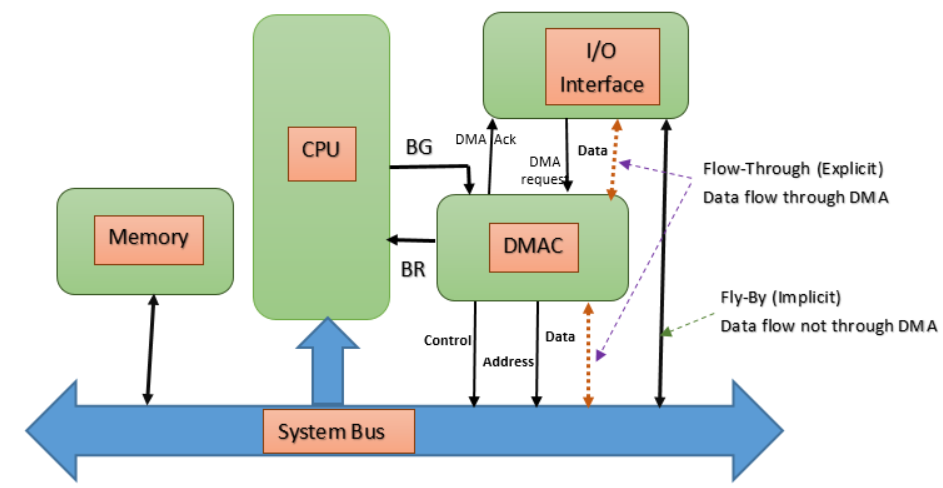 I/O
Interface
CPU
BG
DMA Ack
DMA
request
Data
Flow-Through (Explicit)
Data flow through DMA
Memory
DMAC
BR
Fly-By (Implicit)
Data flow not through DMA
Control
Address
Data
System Bus